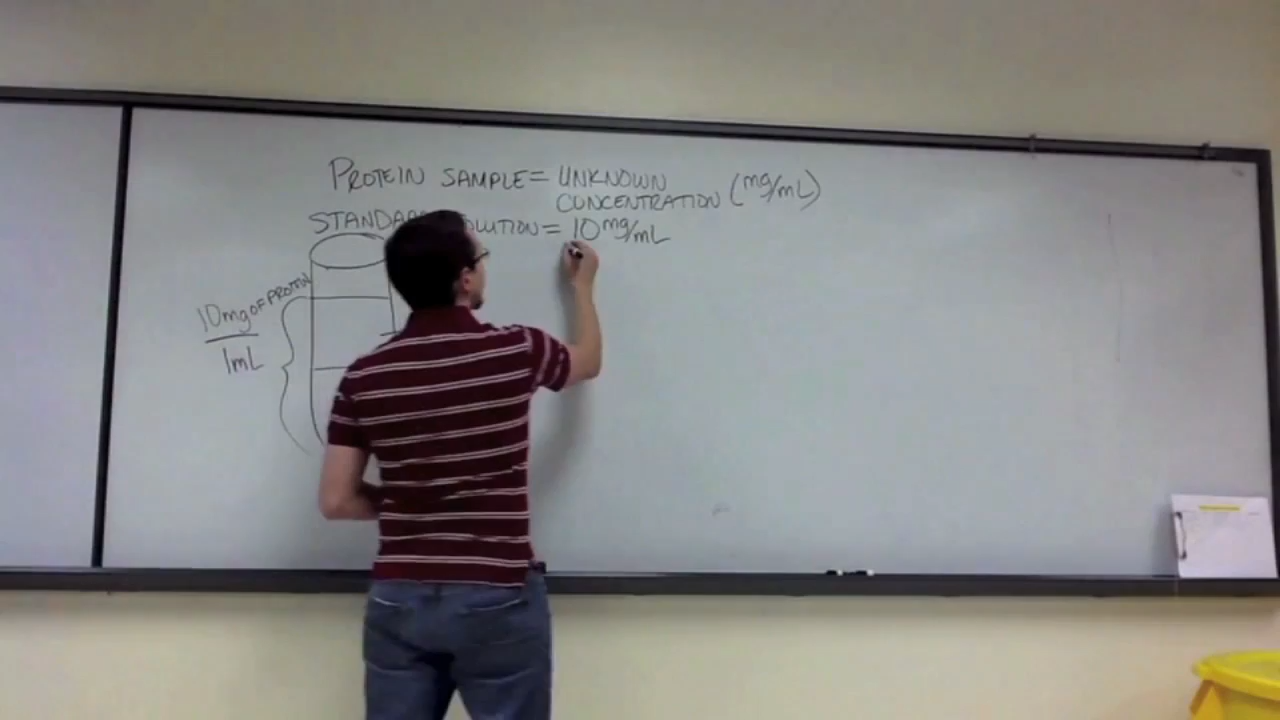 PROTEIN SAMPLE = UNKNOWN
CONCENTRATION (mg/mL)
STANDARD SOLUTION = 10 mg/mL
10mg OF PROTEIN
1mL